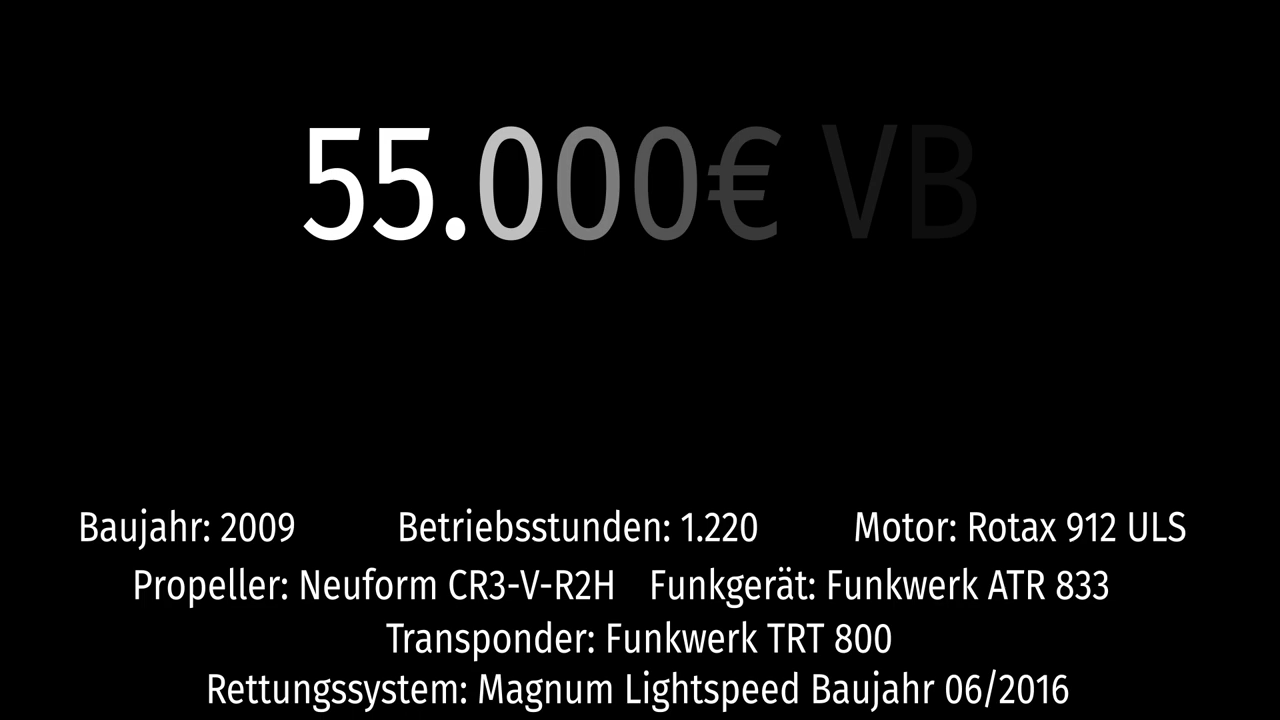 55.000€ VB
Baujahr: 2009 Betriebsstunden: 1.220 Motor: Rotax 912 ULS
Propeller: Neuform CR3-V-R2H Funkgerät: Funkwerk ATR 833
Transponder: Funkwerk TRT 800
Rettungssystem: Magnum Lightspeed Baujahr 06/2016